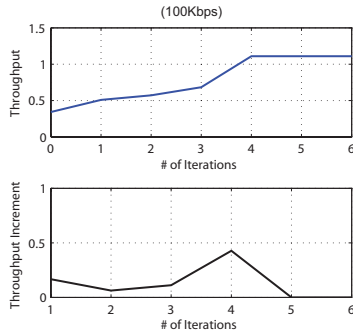 (100Kbps)
1.5
1
0.5
0
Throughput
0 1 2 3 4 5 6
# of Iterations
1
0.5
0
Throughput Increment
1 2 3 4 5 6
# of Iterations